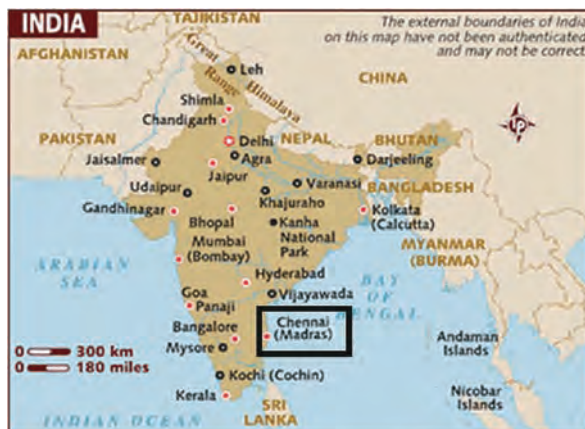 INDIA
TAJIKISTAN
The external boundaries of India
on this map have not been authenticated
and may not be correct
AFGHANISTAN
Great
Range
Himalaya
Leh
CHINA
Shimla
Chandigarh
PAKISTAN
Delhi
NEPAL
BHUTAN
Jaisalmer
Agra
Darjeeling
Jaipur
Varanasi
BANGLADESH
Udaipur
Khajuraho
Gandhinagar
Bhopal
Kanha
National
Park
Kolkata
(Calcutta)
MYANMAR
(BURMA)
Mumbai
(Bombay)
ARABIAN
SEA
Hyderabad
BAY
OF
BENGAL
Goa
Panaji
Vijayawada
Bangalore
Chennai
(Madras)
Andaman
Islands
0 300 km
0 180 miles
Mysore
Kochi (Cochin)
Kerala
SRI
LANKA
Nicobar
Islands
INDIAN OCEAN
LP